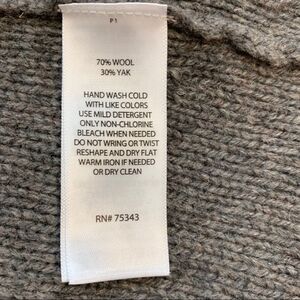 P1
70% WOOL
30% YAK
HAND WASH COLD
WITH LIKE COLORS
USE MILD DETERGENT
ONLY NON-CHLORINE
BLEACH WHEN NEEDED
DO NOT WRING OR TWIST
RESHAPE AND DRY FLAT
WARM IRON IF NEEDED
OR DRY CLEAN
RN# 75343